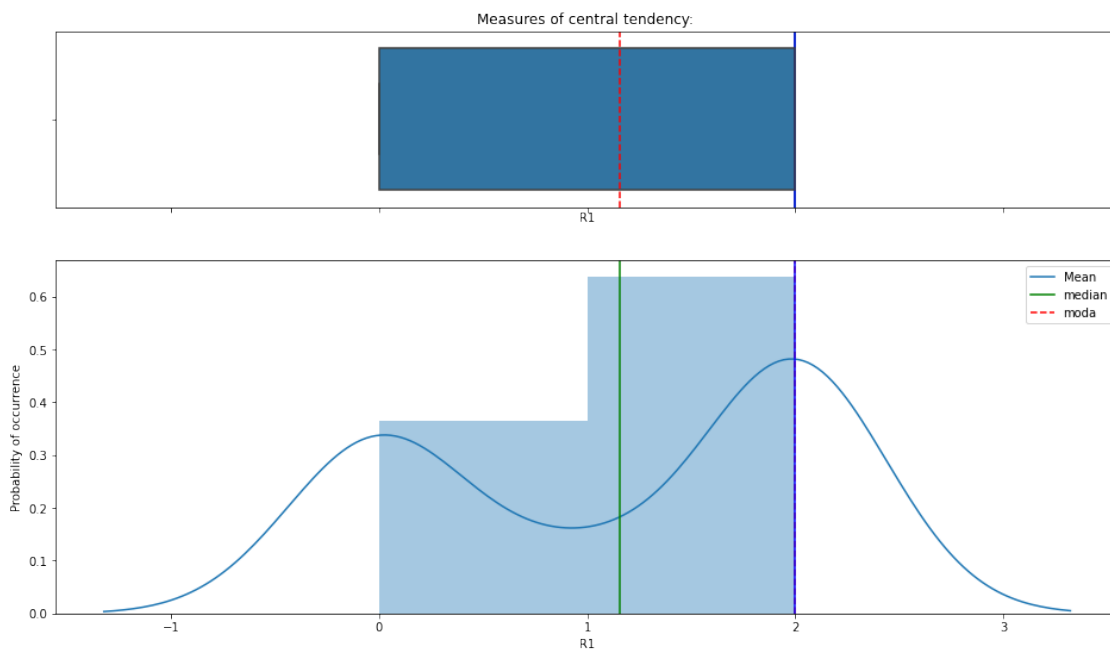 Measures of central tendency:
R1
Mean
median
moda
Probability of occurrence
0.6
0.5
0.4
0.3
0.2
0.1
0.0
−1
0
1
2
3
R1